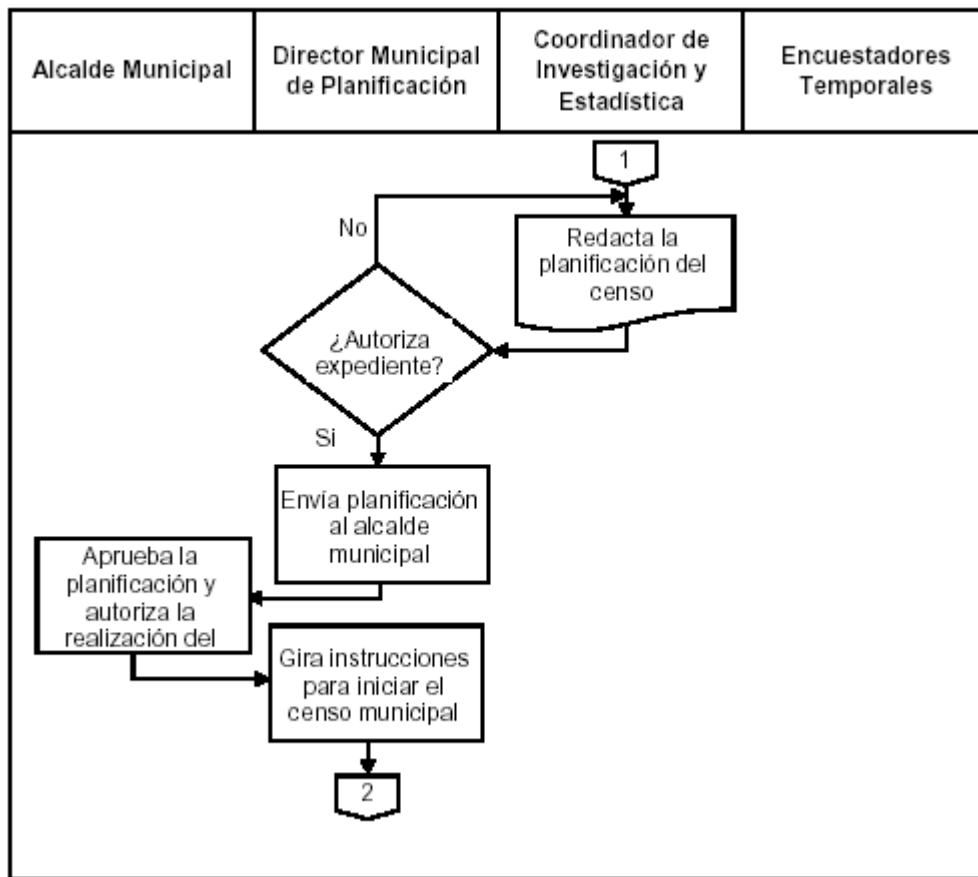 Alcalde Municipal
Director Municipal
de Planificación
Coordinador de
Investigación y
Estadística
Encuestadores
Temporales
1
No
Redacta la
planificación del
censo
¿Autoriza
expediente?
Si
Envía planificación
al alcalde
municipal
Aprueba la
planificación y
autoriza la
realización del
Gira instrucciones
para iniciar el
censo municipal
2